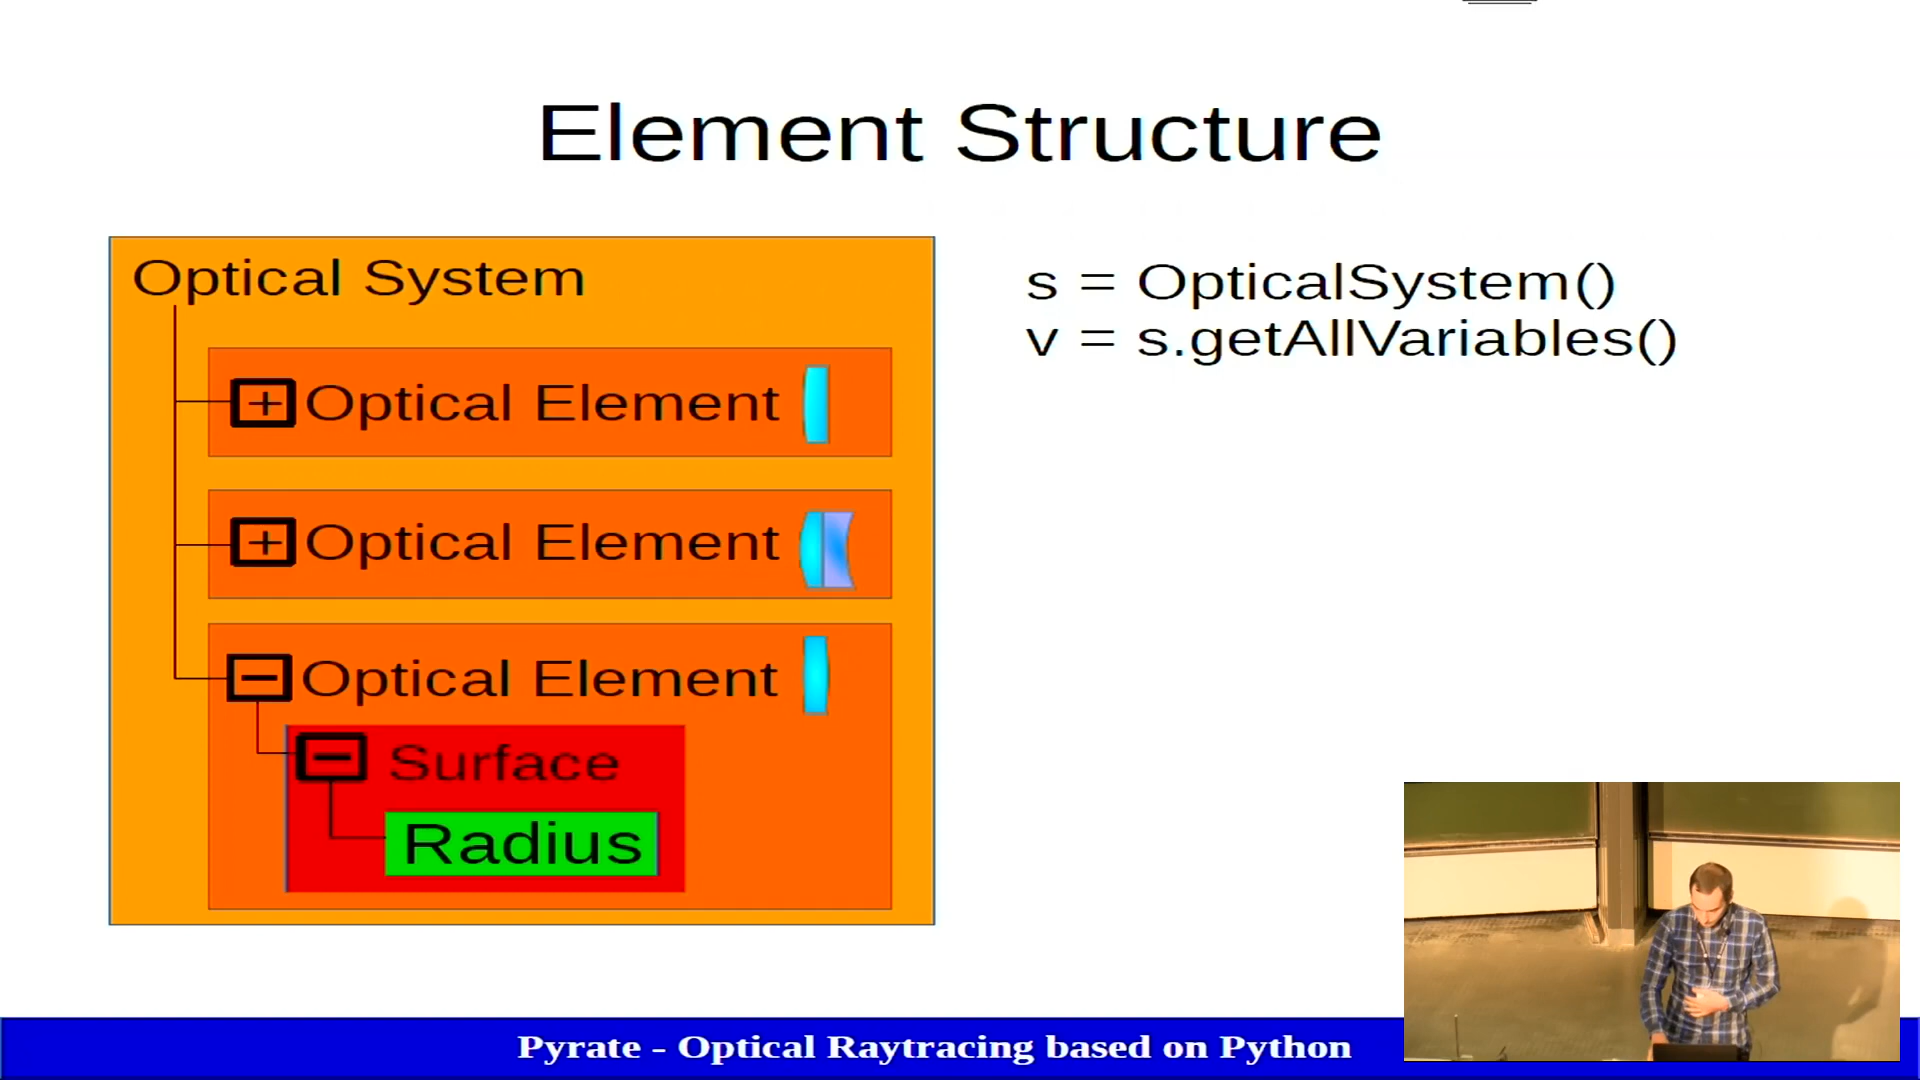 Element Structure
Optical System
Optical Element
Optical Element
Optical Element
Surface
Radius
s = OpticalSystem()
v = s.getAllVariables()
Pyrate - Optical Raytracing based on Python